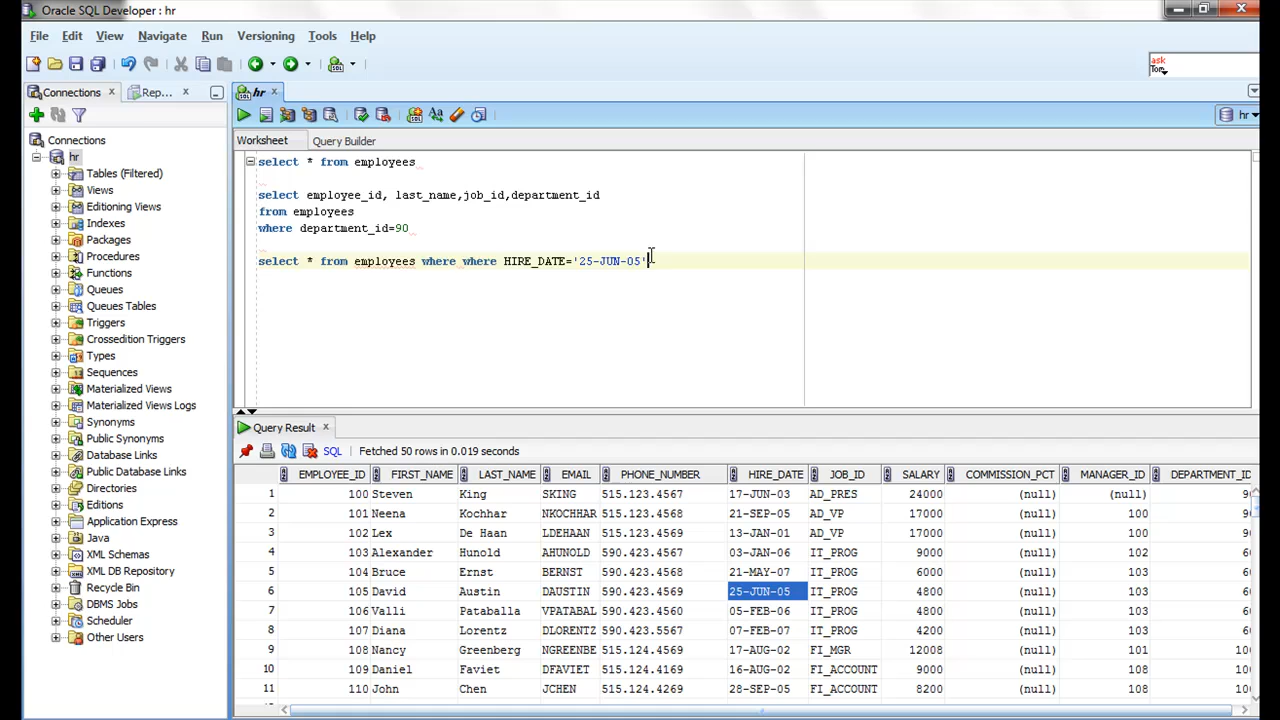 Oracle SQL Developer : hr
File Edit View Navigate Run Versioning Tools Help
ask
Tom
Connections Rep... hr
hr
Worksheet Query Builder
Connections
hr
Tables (Filtered)
Views
Editioning Views
Indexes
Packages
Procedures
Functions
Queues
Queues Tables
Triggers
Crossedition Triggers
Types
Sequences
Materialized Views
Materialized Views Logs
Synonyms
Public Synonyms
Database Links
Public Database Links
Directories
Editions
Application Express
Java
XML Schemas
XML DB Repository
Recycle Bin
DBMS Jobs
Scheduler
Other Users
select * from employees
select employee_id, last_name,job_id,department_id
from employees
where department_id=90
select * from employees where where HIRE_DATE='25-JUN-05'
Query Result
SQL Fetched 50 rows in 0.019 seconds
EMPLOYEE_ID FIRST_NAME LAST_NAME EMAIL PHONE_NUMBER HIRE_DATE JOB_ID SALARY COMMISSION_PCT MANAGER_ID DEPARTMENT_ID
1 100 Steven King SKING 515.123.4567 17-JUN-03 AD_PRES 24000 (null) (null) 9
2 101 Neena Kochhar NKOCHHAR 515.123.4568 21-SEP-05 AD_VP 17000 (null) 100 9
3 102 Lex De Haan LDEHAAN 515.123.4569 13-JAN-01 AD_VP 17000 (null) 100 9
4 103 Alexander Hunold AHUNOLD 590.423.4567 03-JAN-06 IT_PROG 9000 (null) 102 6
5 104 Bruce Ernst BERNST 590.423.4568 21-MAY-07 IT_PROG 6000 (null) 103 6
6 105 David Austin DAUSTIN 590.423.4569 25-JUN-05 IT_PROG 4800 (null) 103 6
7 106 Valli Pataballa VPATABAL 590.423.4560 05-FEB-06 IT_PROG 4800 (null) 103 6
8 107 Diana Lorentz DLORENTZ 590.423.5567 07-FEB-07 IT_PROG 4200 (null) 103 6
9 108 Nancy Greenberg NGREENBE 515.124.4569 17-AUG-02 FI_MGR 12008 (null) 101 10
10 109 Daniel Faviet DFAVIET 515.124.4169 16-AUG-02 FI_ACCOUNT 9000 (null) 108 10
11 110 John Chen JCHEN 515.124.4269 28-SEP-05 FI_ACCOUNT 8200 (null) 108 10